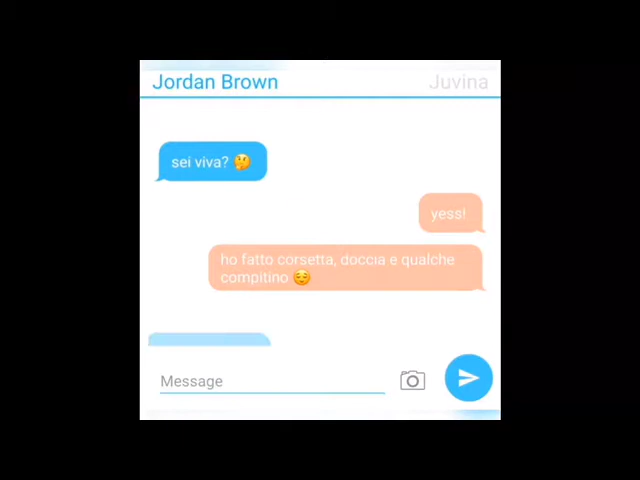 Jordan Brown
Juvina
sei viva? 🤔
yess!
ho fatto corsetta, doccia e qualche
compitino 😌
Message